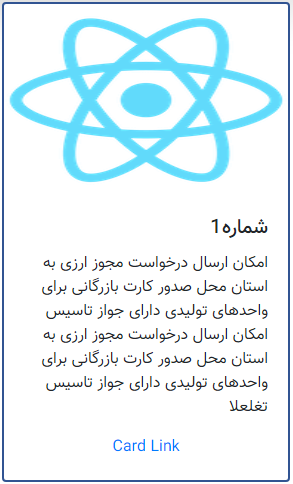 شماره1
امکان ارسال درخواست مجوز ارزی به
استان محل صدور کارت بازرگانی برای
واحدهای تولیدی دارای جواز تاسیس
امکان ارسال درخواست مجوز ارزی به
استان محل صدور کارت بازرگانی برای
واحدهای تولیدی دارای جواز تاسیس
تغلعلا
Card Link